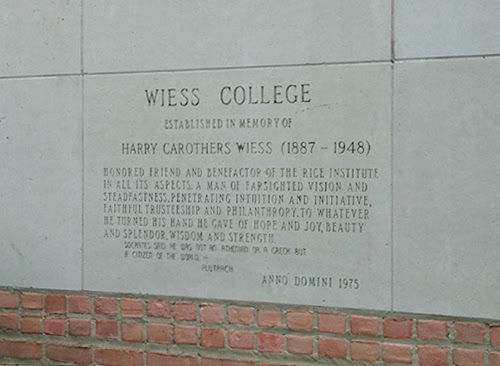 WIESS COLLEGE
ESTABLISHED IN MEMORY OF
HARRY CAROTHERS WIESS (1887 - 1948)
HONORED FRIEND AND BENEFACTOR OF THE RICE INSTITUTE
IN ALL ITS ASPECTS. A MAN OF FARSIGHTED VISION AND
STEADFASTNESS, PENETRATING INTUITION AND INITIATIVE,
FAITHFUL TRUSTEESHIP AND PHILANTHROPY. TO WHATEVER
HE TURNED HIS HAND HE GAVE OF HOPE AND JOY, BEAUTY
AND SPLENDOR, WISDOM AND STRENGTH.
SOCRATES SAID HE WAS NOT AN ATHENIAN OR A GREEK BUT
A CITIZEN OF THE WORLD. -
PLUTRACH
ANNO DOMINI 1975